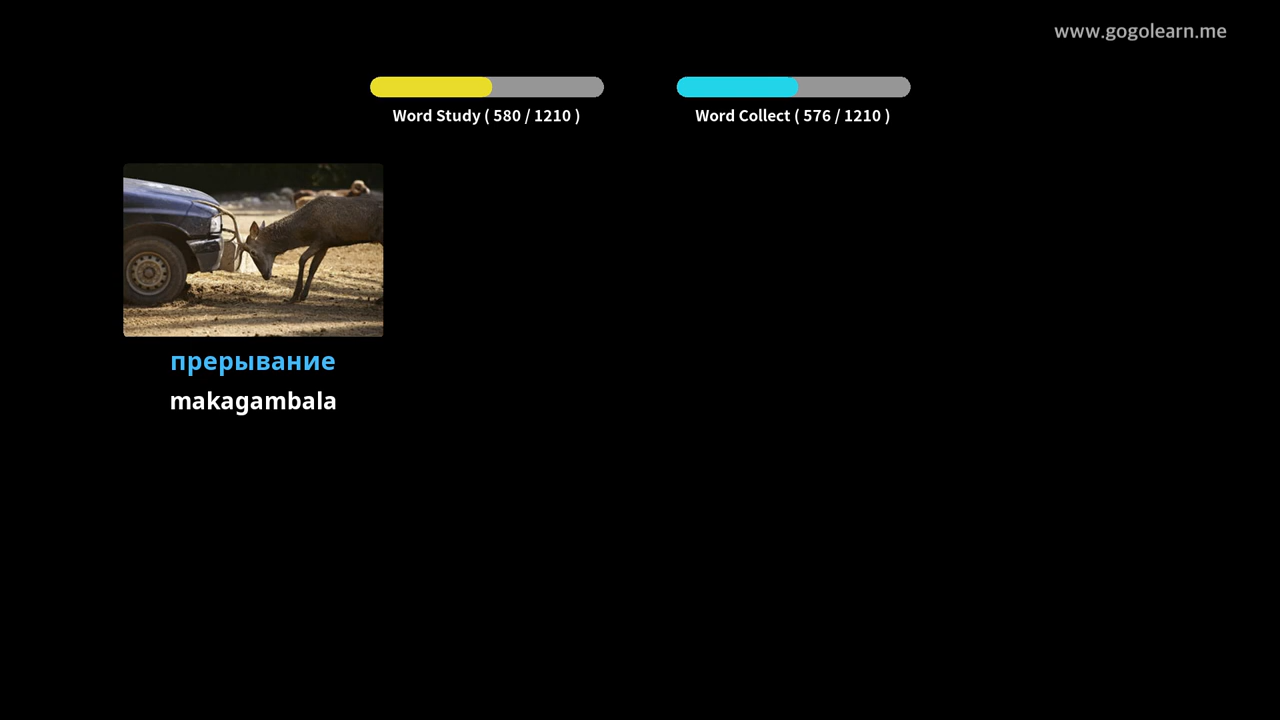 www.gogolearn.me
Word Study ( 580 / 1210 )
Word Collect ( 576 / 1210 )
прерывание
makagambala